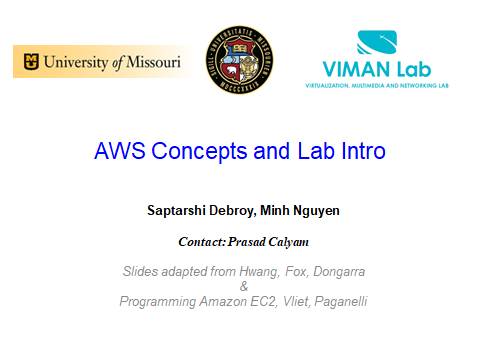 University of Missouri
VIMAN Lab
VIRTUALIZATION, MULTIMEDIA AND NETWORKING LAB
AWS Concepts and Lab Intro
Saptarshi Debroy, Minh Nguyen
Contact: Prasad Calyam
Slides adapted from Hwang, Fox, Dongarra
&
Programming Amazon EC2, Vliet, Paganelli